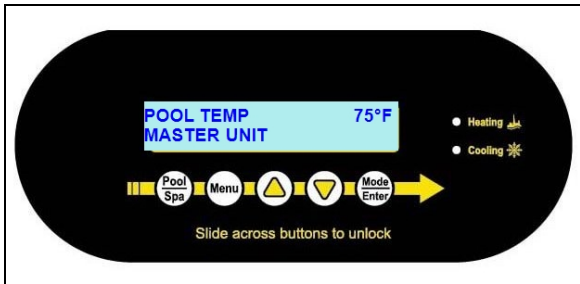 POOL TEMP 75°F
MASTER UNIT
Heating
Cooling
Pool
Spa
Menu
Mode
Enter
Slide across buttons to unlock